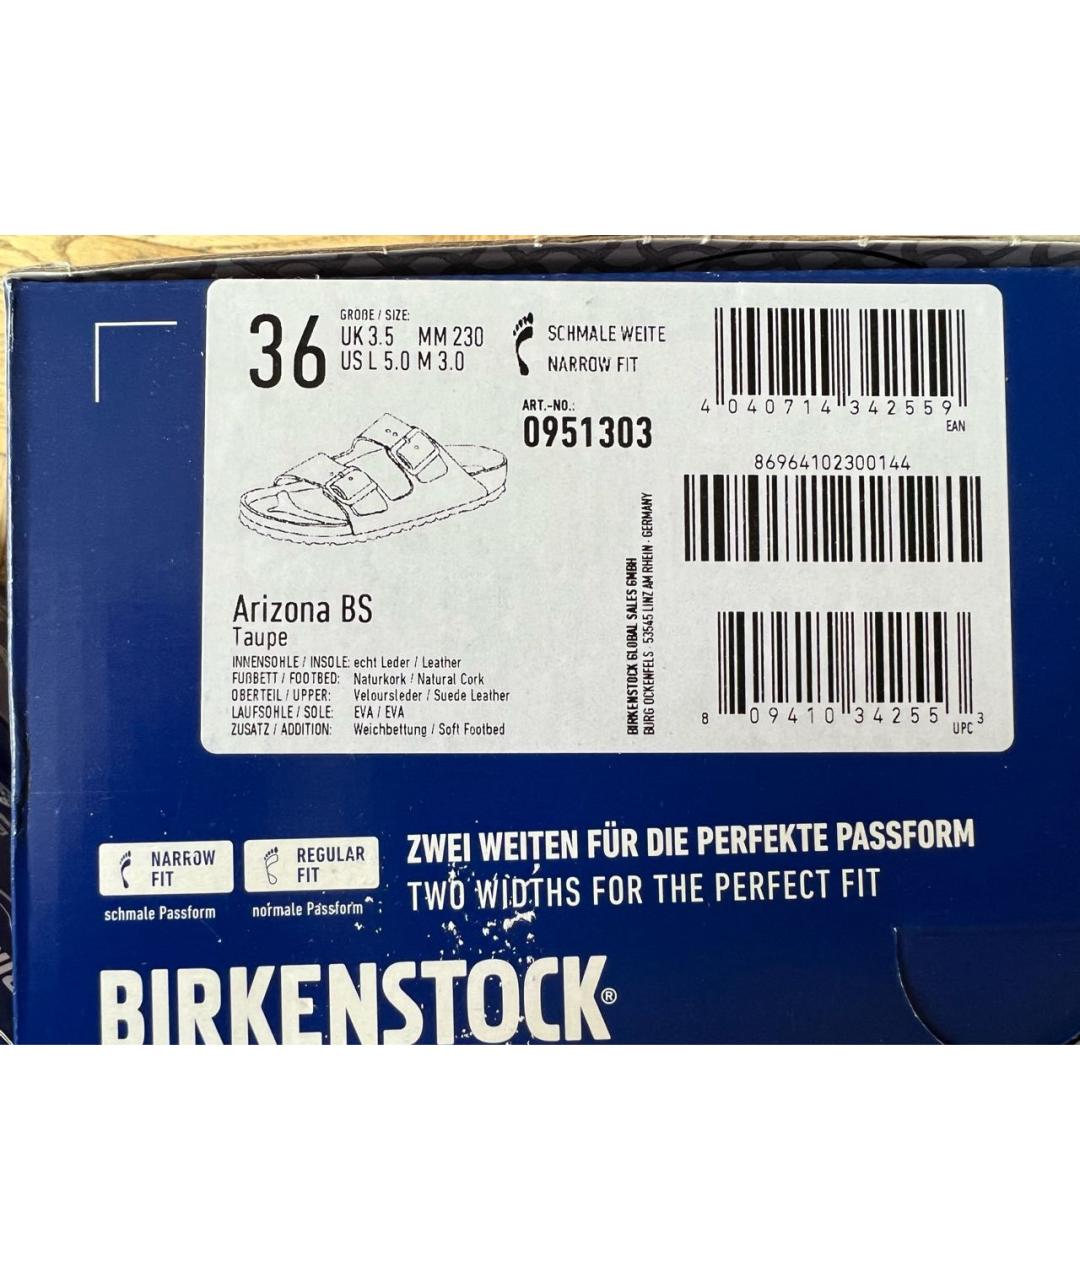 36
GRÖßE / SIZE:
UK 3.5 MM 230
US L 5.0 M 3.0
SCHMALE WEITE
NARROW FIT
ART.-NO.:
0951303
4 040714 342559
EAN
86964102300144
8 09410 34255 3
UPC
BIRKENSTOCK GLOBAL SALES GMBH
BURG OCKENFELS · 53545 LINZ AM RHEIN · GERMANY
Arizona BS
Taupe
INNENSOHLE / INSOLE: echt Leder / Leather
FUßBETT / FOOTBED: Naturkork / Natural Cork
OBERTEIL / UPPER: Veloursleder / Suede Leather
LAUFSOHLE / SOLE: EVA / EVA
ZUSATZ / ADDITION: Weichbettung / Soft Footbed
NARROW FIT
schmale Passform
REGULAR FIT
normale Passform
ZWEI WEITEN FÜR DIE PERFEKTE PASSFORM
TWO WIDTHS FOR THE PERFECT FIT
BIRKENSTOCK®